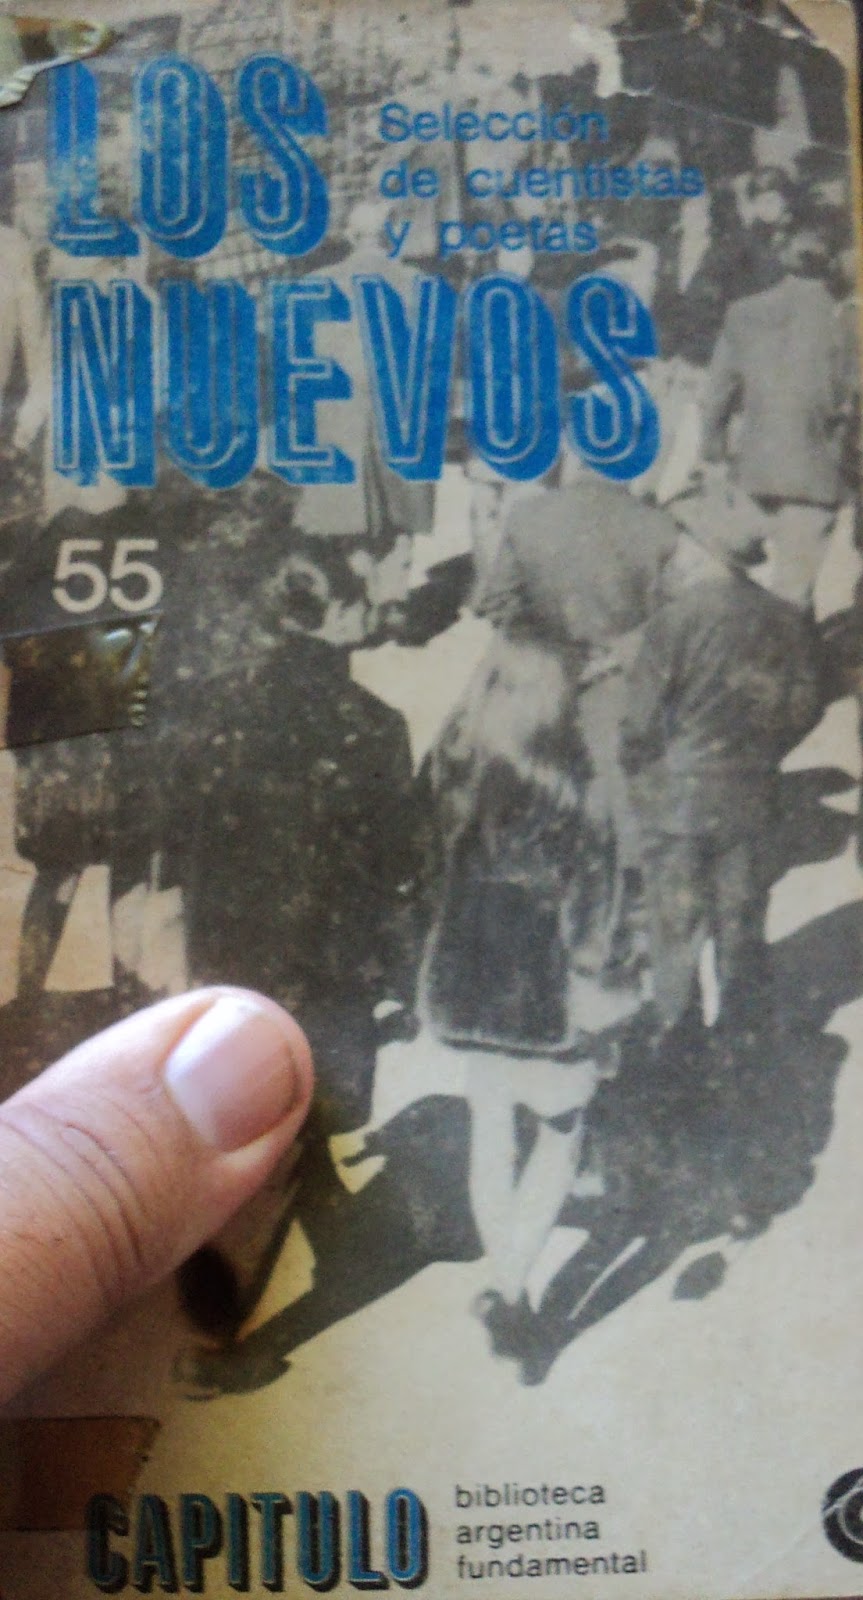 LOS
Selección
de cuentistas
y poetas
NUEVOS
55
CAPITULO
biblioteca
argentina
fundamental